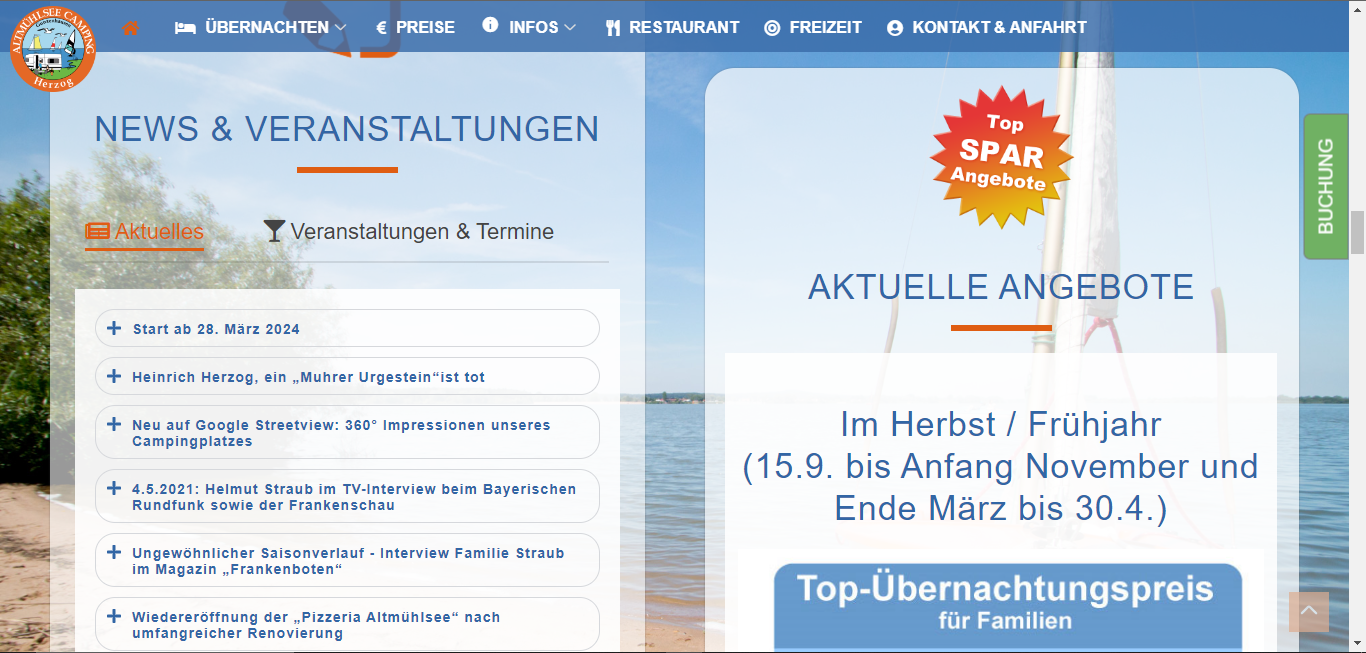 ALTMÜHLSEE CAMPING
Herzog
ÜBERNACHTEN
€ PREISE
INFOS
RESTAURANT
FREIZEIT
KONTAKT & ANFAHRT
NEWS & VERANSTALTUNGEN
Aktuelles
Veranstaltungen & Termine
Start ab 28. März 2024
Heinrich Herzog, ein „Muhrer Urgestein“ist tot
Neu auf Google Streetview: 360° Impressionen unseres
Campingplatzes
4.5.2021: Helmut Straub im TV-Interview beim Bayerischen
Rundfunk sowie der Frankenschau
Ungewöhnlicher Saisonverlauf - Interview Familie Straub
im Magazin „Frankenboten“
Wiedereröffnung der „Pizzeria Altmühlsee“ nach
umfangreicher Renovierung
Top
SPAR
Angebote
AKTUELLE ANGEBOTE
Im Herbst / Frühjahr
(15.9. bis Anfang November und
Ende März bis 30.4.)
Top-Übernachtungspreis
für Familien
BUCHUNG